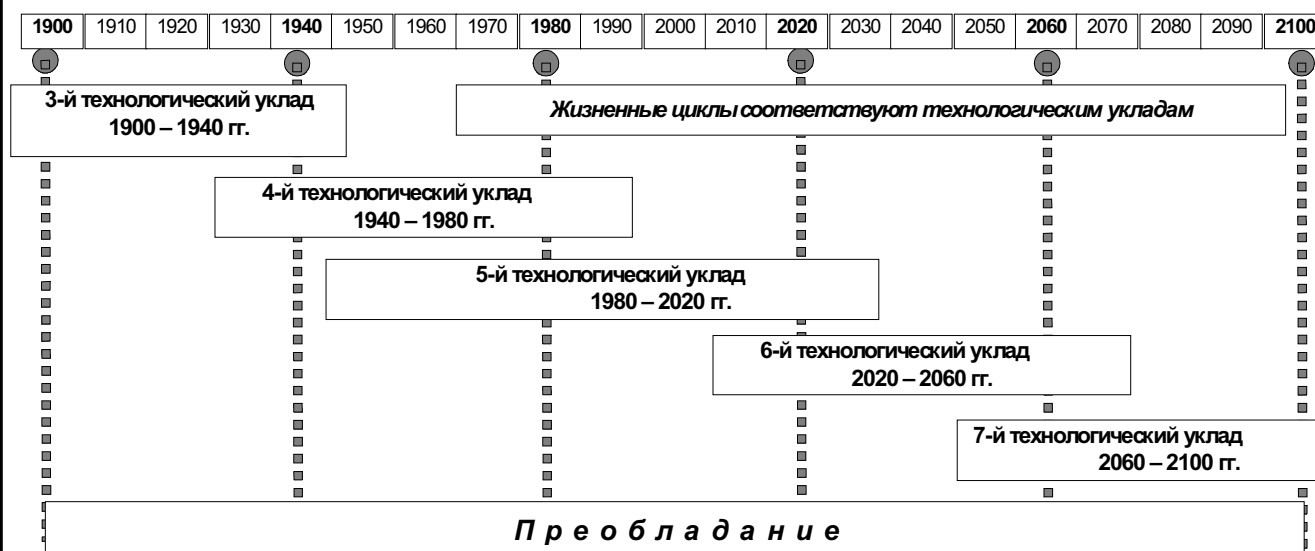 1900 1910 1920 1930 1940 1950 1960 1970 1980 1990 2000 2010 2020 2030 2040 2050 2060 2070 2080 2090 2100
3-й технологический уклад
1900 – 1940 гг.
Жизненные циклы соответствуют технологическим укладам
4-й технологический уклад
1940 – 1980 гг.
5-й технологический уклад
1980 – 2020 гг.
6-й технологический уклад
2020 – 2060 гг.
7-й технологический уклад
2060 – 2100 гг.
Преобладание